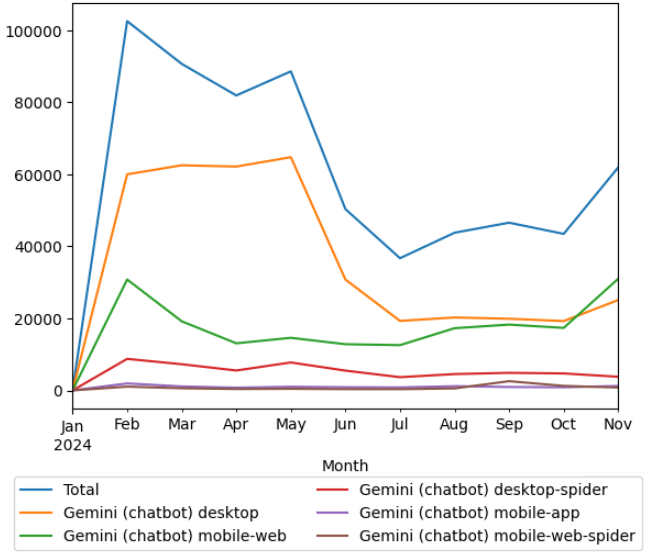 100000
80000
60000
40000
20000
0
Jan Feb Mar Apr May Jun Jul Aug Sep Oct Nov
2024
Month
Total
Gemini (chatbot) desktop
Gemini (chatbot) mobile-web
Gemini (chatbot) desktop-spider
Gemini (chatbot) mobile-app
Gemini (chatbot) mobile-web-spider